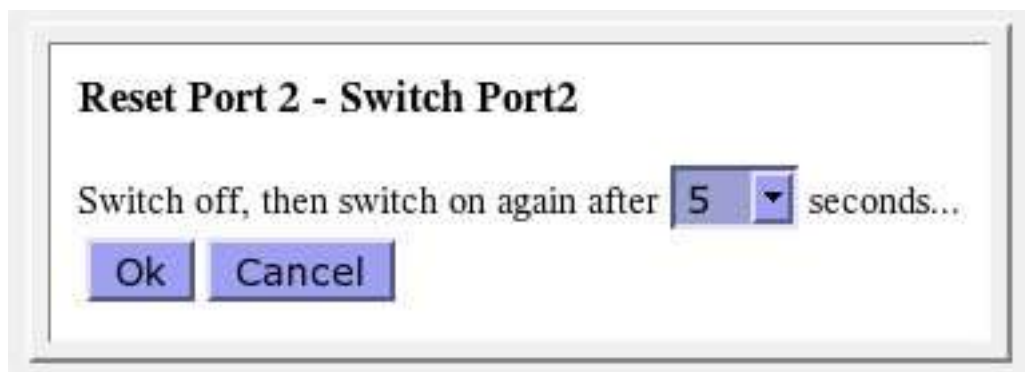 Reset Port 2 - Switch Port2
Switch off, then switch on again after 5 seconds...
Ok Cancel